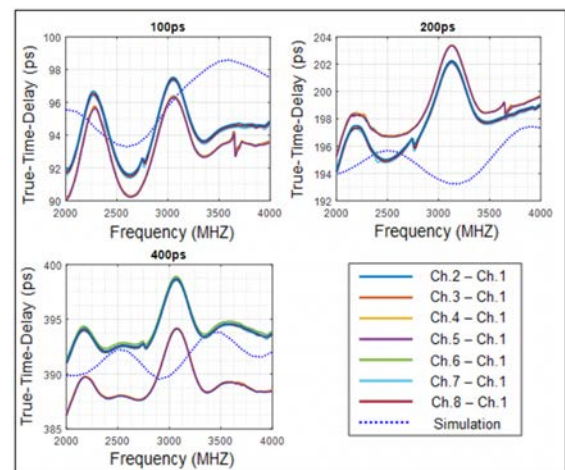 100ps
True-Time-Delay (ps)
100
98
96
94
92
90
2000 2500 3000 3500 4000
Frequency (MHZ)
200ps
True-Time-Delay (ps)
204
202
200
198
196
194
192
2000 2500 3000 3500 4000
Frequency (MHZ)
400ps
True-Time-Delay (ps)
400
395
390
385
2000 2500 3000 3500 4000
Frequency (MHZ)
Ch.2 – Ch.1
Ch.3 – Ch.1
Ch.4 – Ch.1
Ch.5 – Ch.1
Ch.6 – Ch.1
Ch.7 – Ch.1
Ch.8 – Ch.1
Simulation